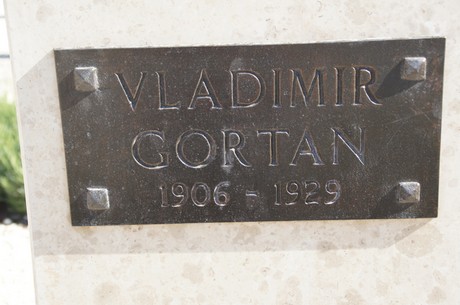 VLADIMIR
GORTAN
1906 - 1929